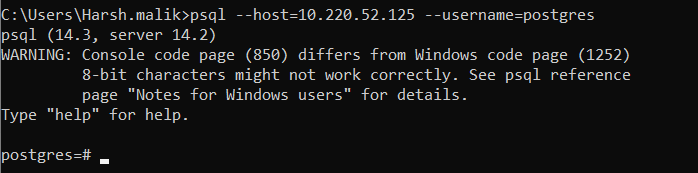 C:\Users\Harsh.malik>psql --host=10.220.52.125 --username=postgres
psql (14.3, server 14.2)
WARNING: Console code page (850) differs from Windows code page (1252)
         8-bit characters might not work correctly. See psql reference
         page "Notes for Windows users" for details.
Type "help" for help.

postgres=# _